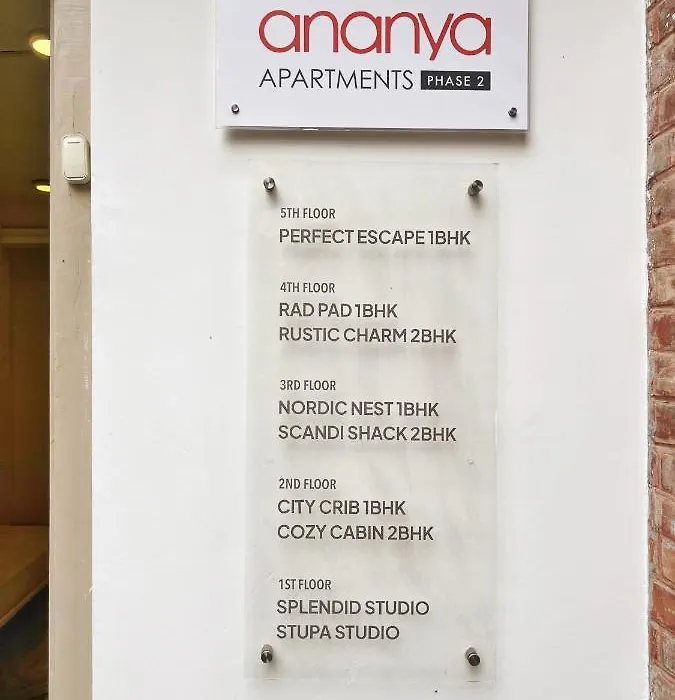 ananya
APARTMENTS PHASE 2
5TH FLOOR
PERFECT ESCAPE 1BHK
4TH FLOOR
RAD PAD 1BHK
RUSTIC CHARM 2BHK
3RD FLOOR
NORDIC NEST 1BHK
SCANDI SHACK 2BHK
2ND FLOOR
CITY CRIB 1BHK
COZY CABIN 2BHK
1ST FLOOR
SPLENDID STUDIO
STUPA STUDIO